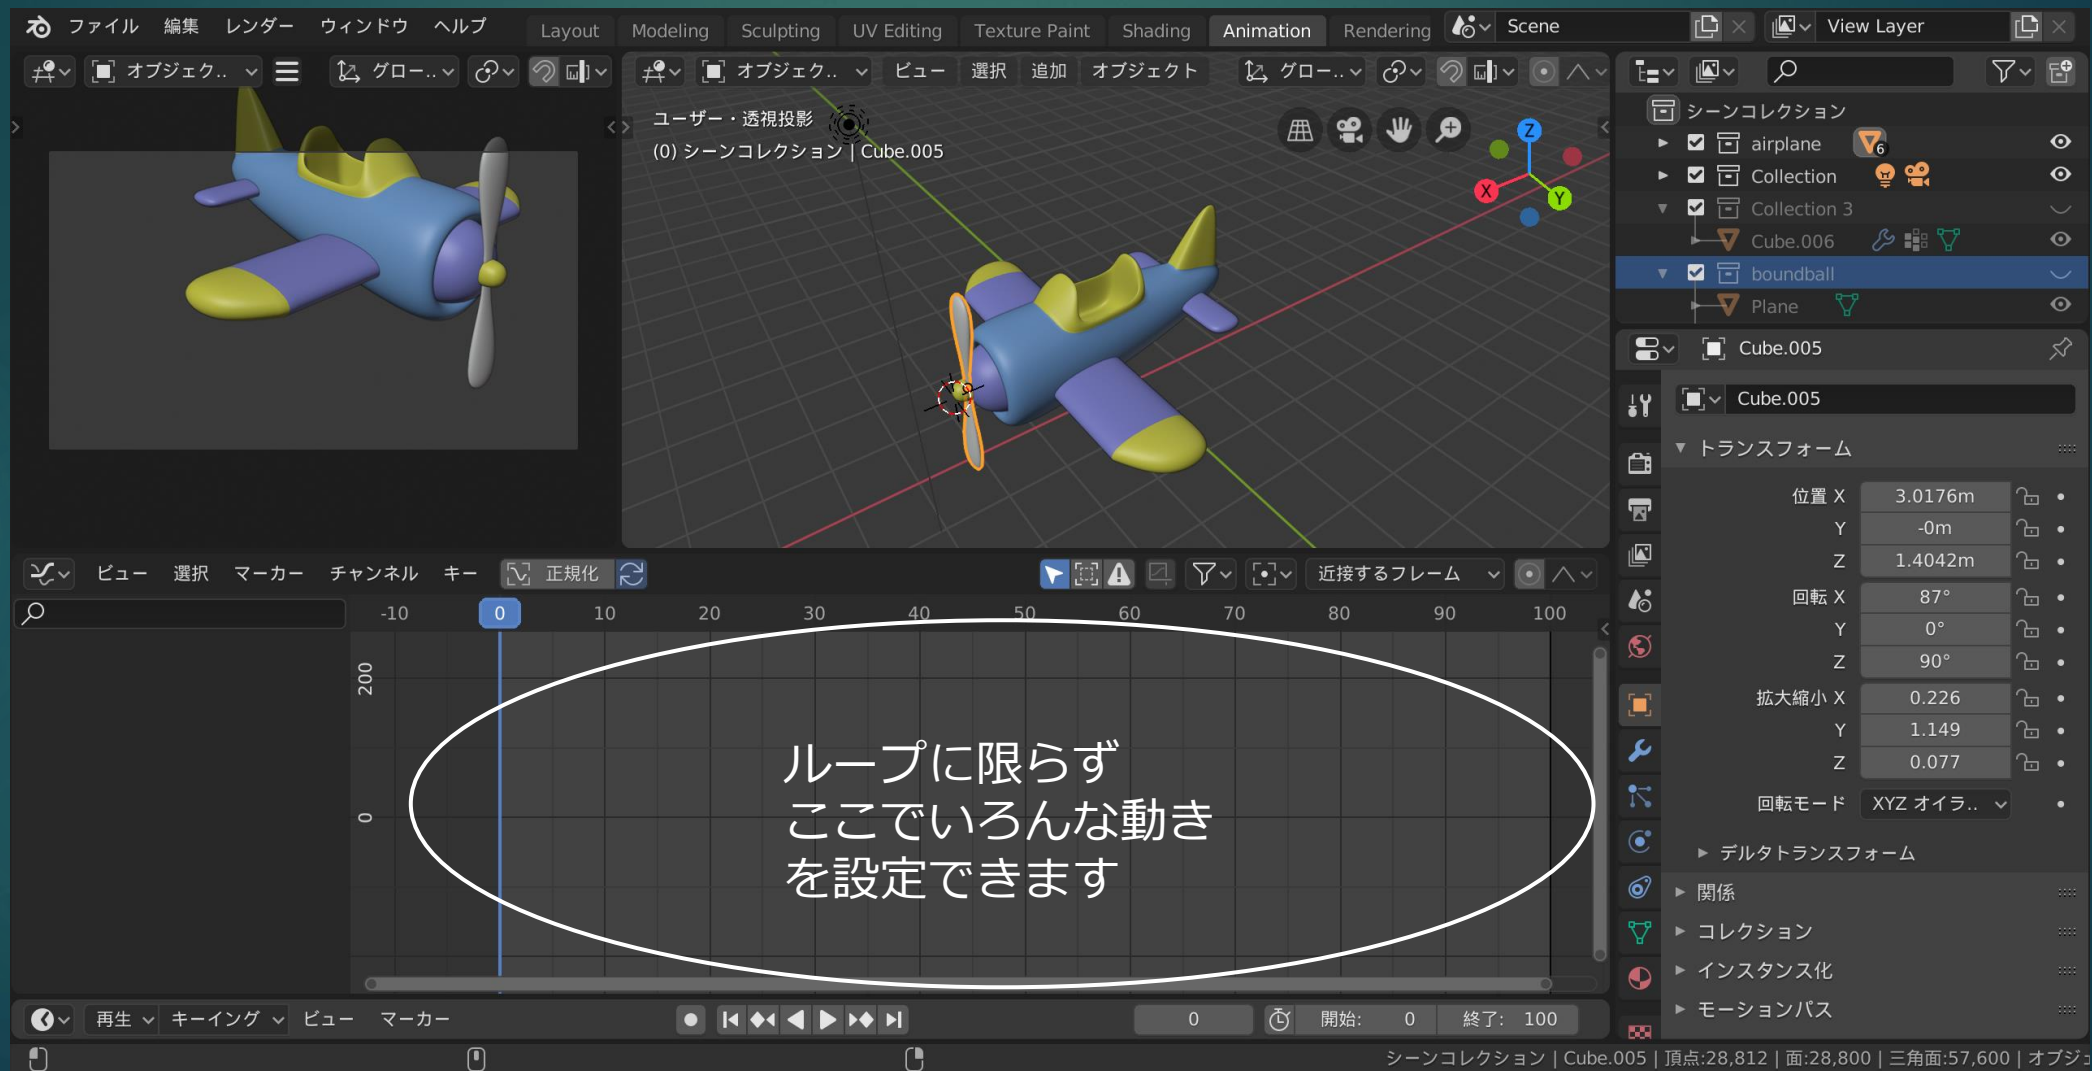 ファイル 編集 レンダー ウィンドウ ヘルプ Layout Modeling Sculpting UV Editing Texture Paint Shading Animation Rendering Scene View Layer
オブジェク.. グロー.. オブジェク.. ビュー 選択 追加 オブジェクト グロー..
ユーザー・透視投影
(0) シーンコレクション | Cube.005
Z
X
Y
シーンコレクション
airplane 6
Collection
Collection 3
Cube.006
boundball
Plane
Cube.005
Cube.005
トランスフォーム
位置 X 3.0176m
Y -0m
Z 1.4042m
回転 X 87°
Y 0°
Z 90°
拡大縮小 X 0.226
Y 1.149
Z 0.077
回転モード XYZ オイラ..
デルタトランスフォーム
関係
コレクション
インスタンス化
モーションパス
ビュー 選択 マーカー チャンネル キー 正規化 近接するフレーム
-10 0 10 20 30 40 50 60 70 80 90 100
200
0
ループに限らず
ここでいろんな動き
を設定できます
再生 キーイング ビュー マーカー 0 開始: 0 終了: 100
シーンコレクション | Cube.005 | 頂点:28,812 | 面:28,800 | 三角面:57,600 | オブジ